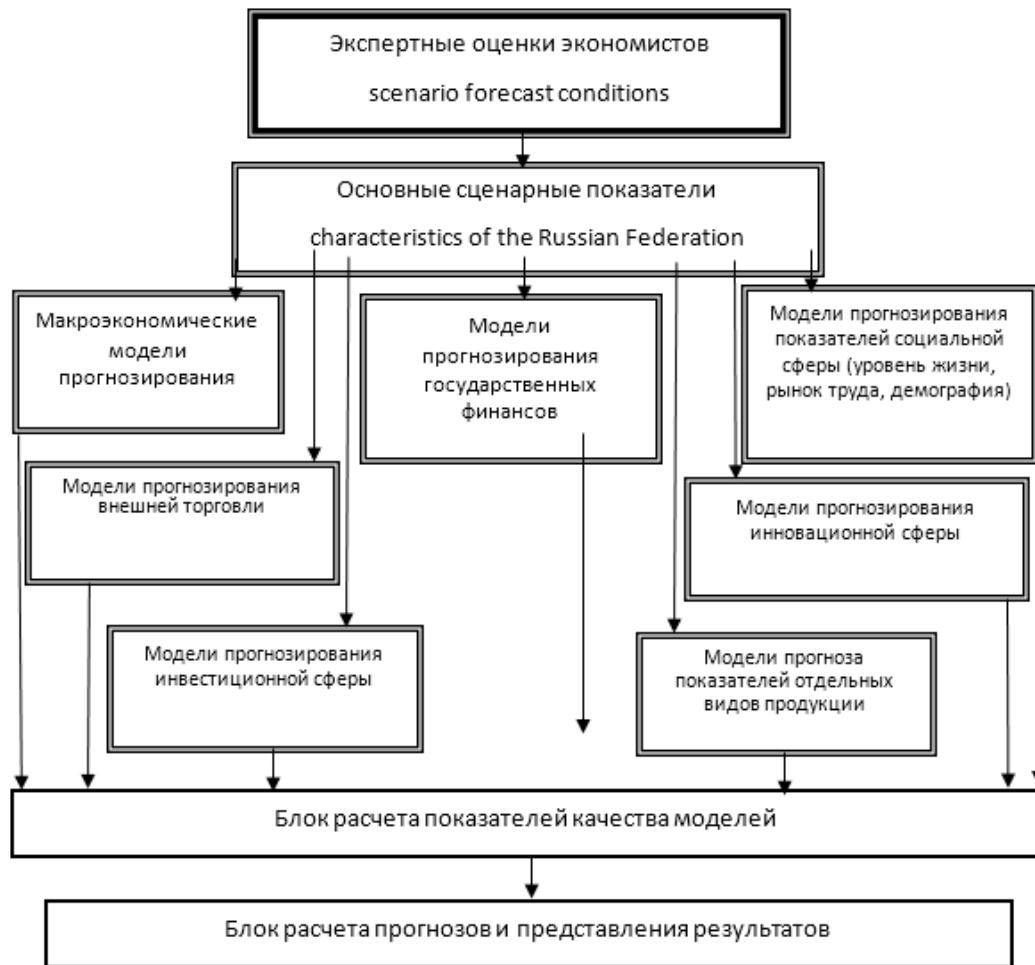 Экспертные оценки экономистов
scenario forecast conditions
Основные сценарные показатели
characteristics of the Russian Federation
Макроэкономические
модели
прогнозирования
Модели
прогнозирования
государственных
финансов
Модели прогнозирования
показателей социальной
сферы (уровень жизни,
рынок труда, демография)
Модели прогнозирования
внешней торговли
Модели прогнозирования
инновационной сферы
Модели прогнозирования
инвестиционной сферы
Модели прогноза
показателей отдельных
видов продукции
Блок расчета показателей качества моделей
Блок расчета прогнозов и представления результатов